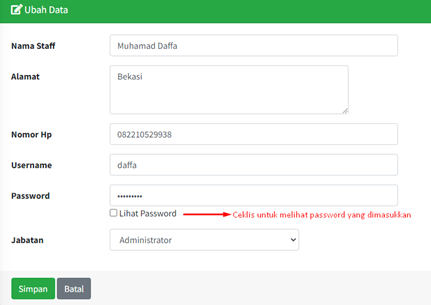 Ubah Data
Nama Staff
Muhamad Daffa
Alamat
Bekasi
Nomor Hp
082210529938
Username
daffa
Password
•••••••••
Lihat Password
Ceklis untuk melihat password yang dimasukkan
Jabatan
Administrator
Simpan Batal